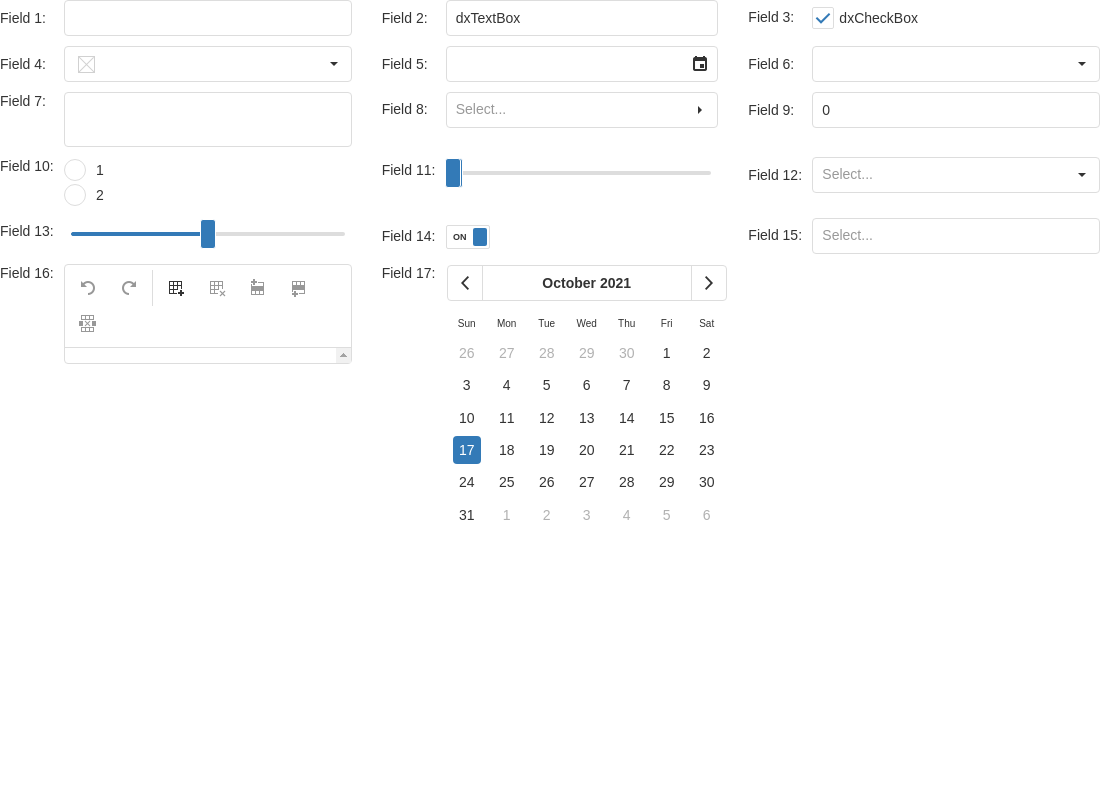 Field 1:
Field 2: dxTextBox
Field 3: dxCheckBox
Field 4:
Field 5:
Field 6:
Field 7:
Field 8: Select...
Field 9: 0
Field 10: 1
2
Field 11:
Field 12: Select...
Field 13:
Field 14: ON
Field 15: Select...
Field 16:
Field 17: October 2021
Sun Mon Tue Wed Thu Fri Sat
26 27 28 29 30 1 2
3 4 5 6 7 8 9
10 11 12 13 14 15 16
17 18 19 20 21 22 23
24 25 26 27 28 29 30
31 1 2 3 4 5 6